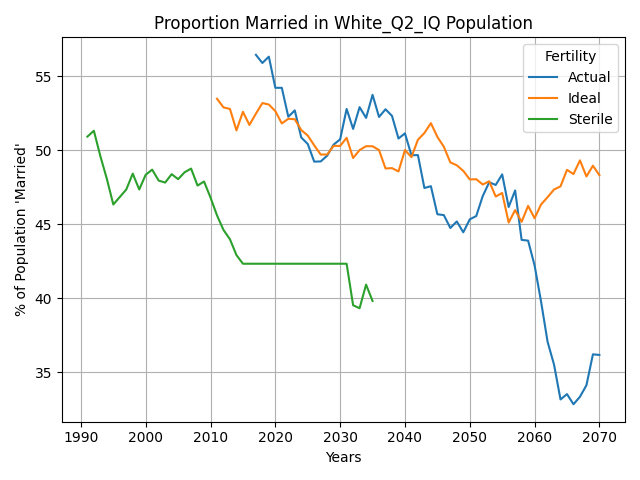 Proportion Married in White_Q2_IQ Population
% of Population 'Married'
55
50
45
40
35
Fertility
Actual
Ideal
Sterile
1990 2000 2010 2020 2030 2040 2050 2060 2070
Years